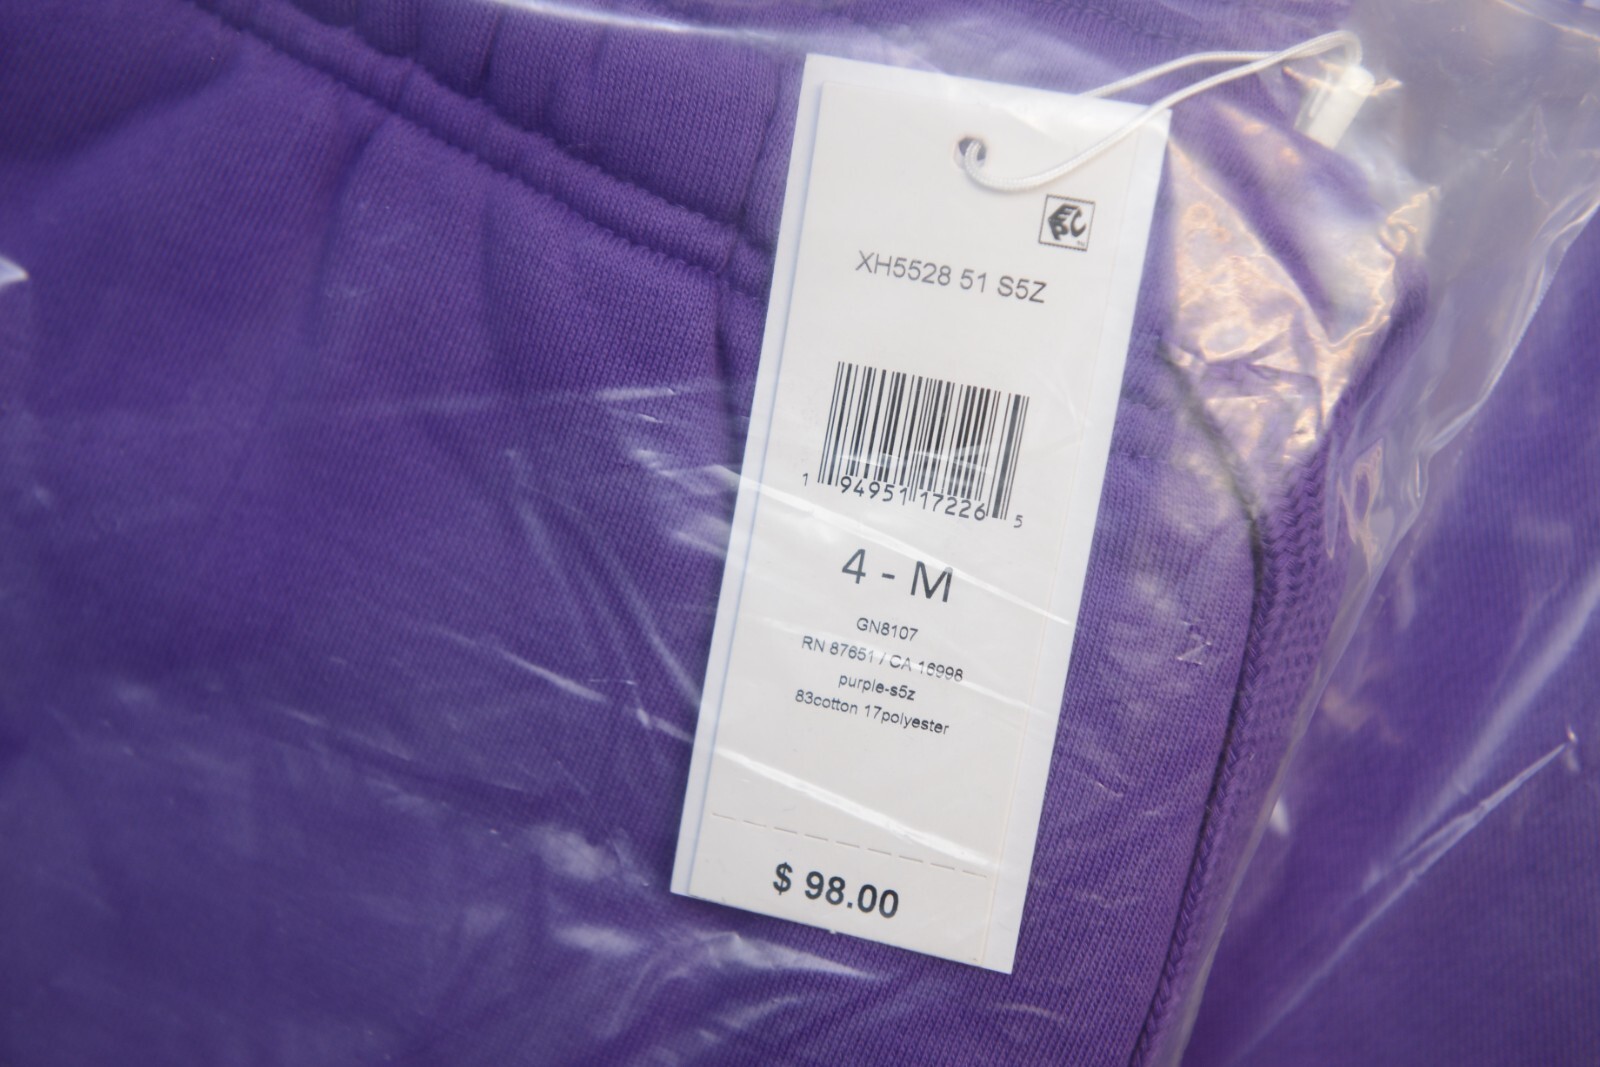 EPC
XH5528 51 S5Z
1 94951 17226 5
4 - M
GN8107
RN 87651 / CA 16998
purple-s5z
83cotton 17polyester
$ 98.00